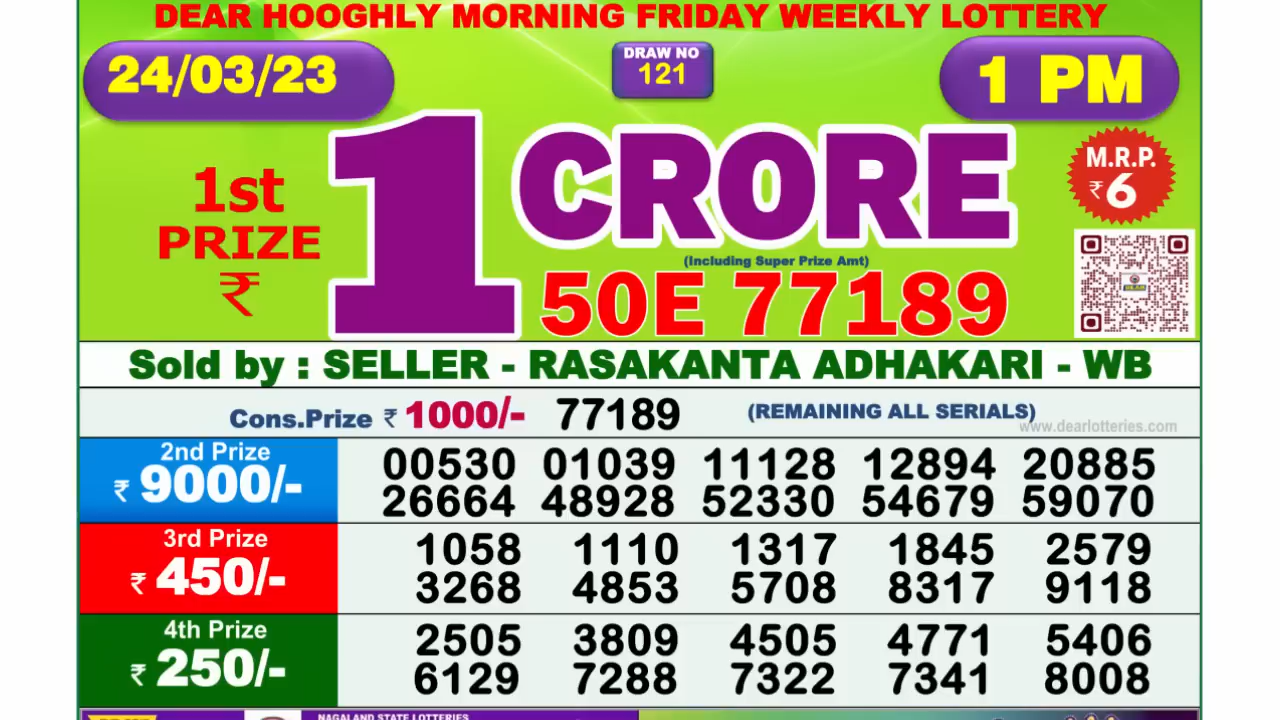 DEAR HOOGHLY MORNING FRIDAY WEEKLY LOTTERY
24/03/23
DRAW NO
121
1 PM
1st
PRIZE
₹
1 CRORE
M.R.P.
₹6
(Including Super Prize Amt)
50E 77189
Sold by : SELLER - RASAKANTA ADHAKARI - WB
Cons.Prize ₹ 1000/- 77189 (REMAINING ALL SERIALS)
www.dearlotteries.com
2nd Prize
₹ 9000/-
00530 01039 11128 12894 20885
26664 48928 52330 54679 59070
3rd Prize
₹ 450/-
1058 1110 1317 1845 2579
3268 4853 5708 8317 9118
4th Prize
₹ 250/-
2505 3809 4505 4771 5406
6129 7288 7322 7341 8008
NAGALAND STATE LOTTERIES